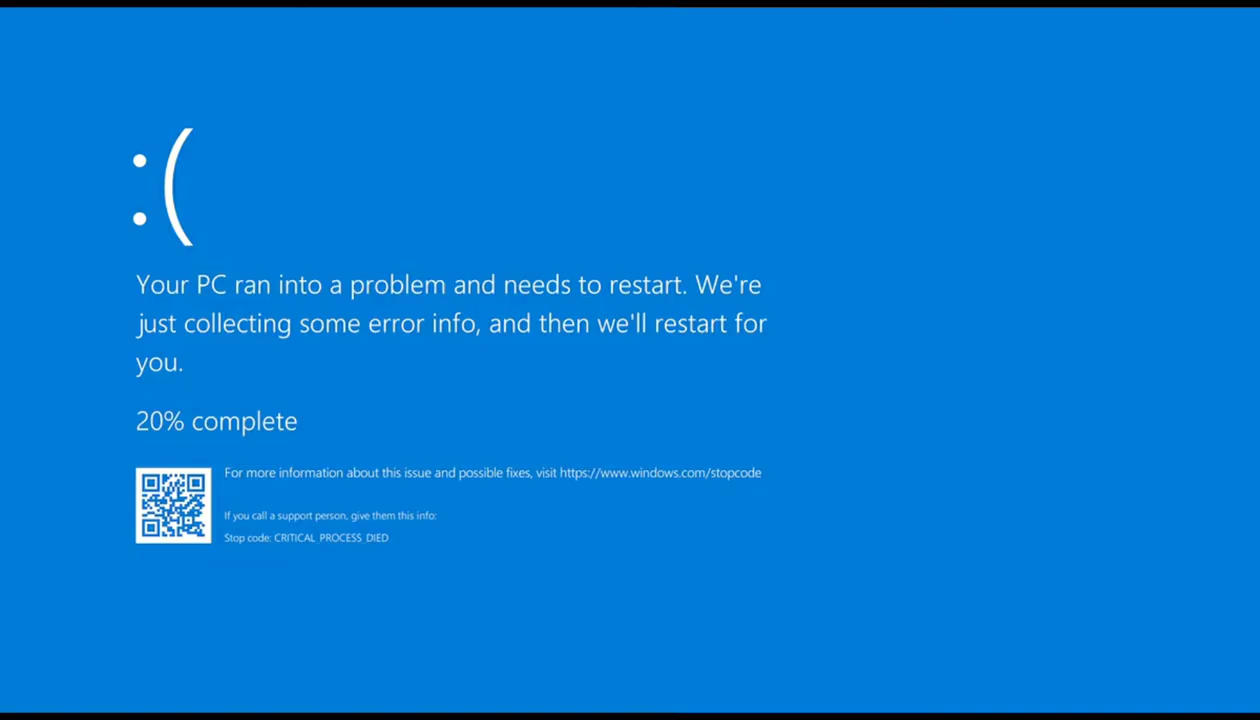 :(
Your PC ran into a problem and needs to restart. We're
just collecting some error info, and then we'll restart for
you.
20% complete
For more information about this issue and possible fixes, visit https://www.windows.com/stopcode
If you call a support person, give them this info:
Stop code: CRITICAL_PROCESS_DIED